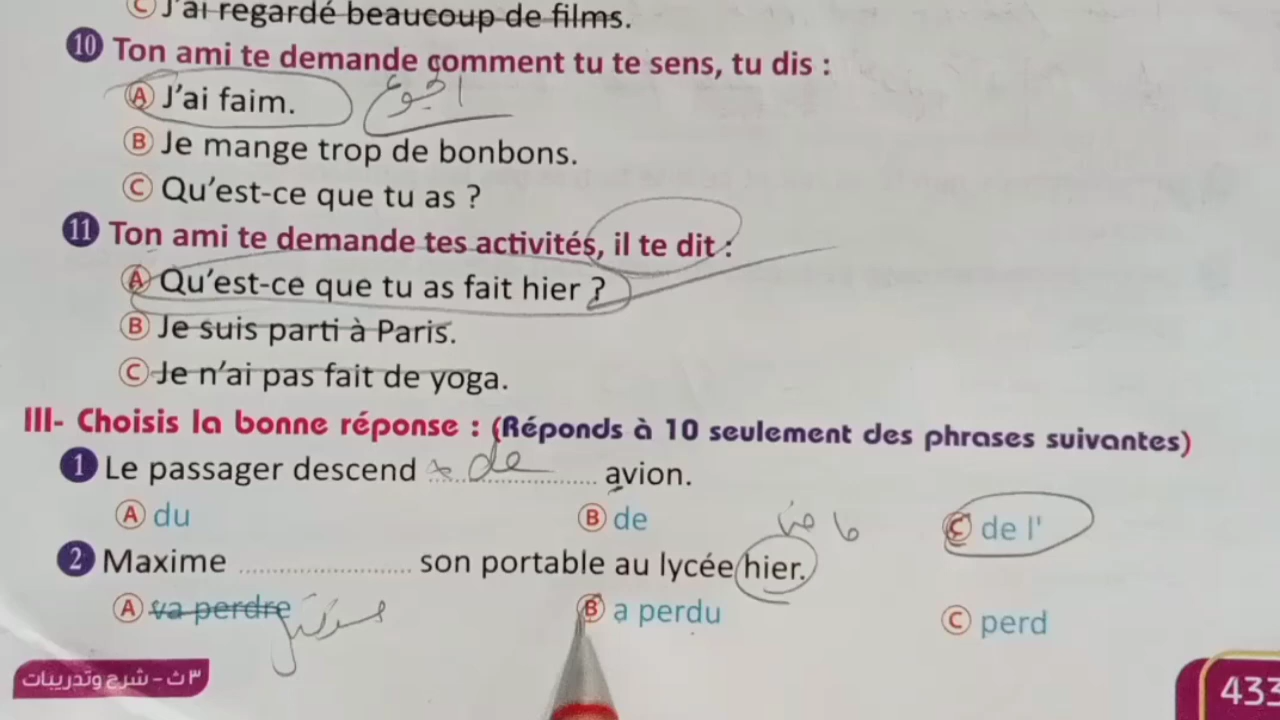 C J'ai regardé beaucoup de films.
10 Ton ami te demande comment tu te sens, tu dis :
A J'ai faim.
B Je mange trop de bonbons.
C Qu'est-ce que tu as ?
11 Ton ami te demande tes activités, il te dit :
A Qu'est-ce que tu as fait hier ?
B Je suis parti à Paris.
C Je n'ai pas fait de yoga.
III- Choisis la bonne réponse : (Réponds à 10 seulement des phrases suivantes)
1 Le passager descend de avion.
A du B de C de l'
ماضي
2 Maxime ........................ son portable au lycée hier.
A va perdre B a perdu C perd
مستقبل
٣ ث - شرح وتدريبات
433